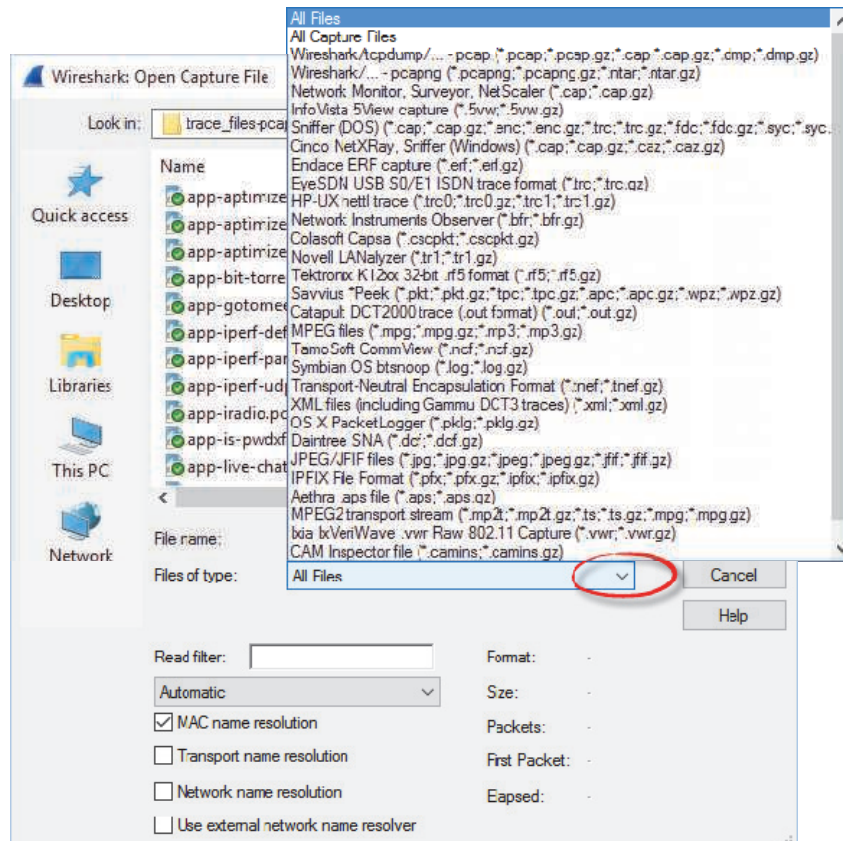 All Files
All Capture Files
Wireshark/tcpdump/... - pcap (*.pcap;*.pcap.gz;*.cap;*.cap.gz;*.dmp;*.dmp.gz)
Wireshark/... - pcapng (*.pcapng;*.pcapng.gz;*.ntar;*.ntar.gz)
Network Monitor, Surveyor, NetScaler (*.cap;*.cap.gz)
InfoVista 5View capture (*.5vw;*.5vw.gz)
Sniffer (DOS) (*.cap;*.cap.gz;*.enc;*.enc.gz;*.trc;*.trc.gz;*.fdc;*.fdc.gz;*.syc;*.syc.
Cinco NetXRay, Sniffer (Windows) (*.cap;*.cap.gz;*.caz;*.caz.gz)
Endace ERF capture (*.erf;*.erf.gz)
EyeSDN USB S0/E1 ISDN trace format (*.trc;*.trc.gz)
HP-UX nettl trace (*.trc0;*.trc0.gz;*.trc1;*.trc1.gz)
Network Instruments Observer (*.bfr;*.bfr.gz)
Colasoft Capsa (*.cscpkt;*.cscpkt.gz)
Novell LANalyzer (*.tr1;*.tr1.gz)
Tektronix K12xx 32-bit .rf5 format (*.rf5;*.rf5.gz)
Savvius *Peek (*.pkt;*.pkt.gz;*.tpc;*.tpc.gz;*.apc;*.apc.gz;*.wpz;*.wpz.gz)
Catapult DCT2000 trace (.out format) (*.out;*.out.gz)
MPEG files (*.mpg;*.mpg.gz;*.mp3;*.mp3.gz)
TamoSoft CommView (*.ncf;*.ncf.gz)
Symbian OS btsnoop (*.log;*.log.gz)
Transport-Neutral Encapsulation Format (*.tnef;*.tnef.gz)
XML files (including Gammu DCT3 traces) (*.xml;*.xml.gz)
OS X PacketLogger (*.pklg;*.pklg.gz)
Daintree SNA (*.dcf;*.dcf.gz)
JPEG/JFIF files (*.jpg;*.jpg.gz;*.jpeg;*.jpeg.gz;*.jfif;*.jfif.gz)
IPFIX File Format (*.pfx;*.pfx.gz;*.ipfix;*.ipfix.gz)
Aethra .aps file (*.aps;*.aps.gz)
MPEG2 transport stream (*.mp2t;*.mp2t.gz;*.ts;*.ts.gz;*.mpg;*.mpg.gz)
Ixia IxVeriWave .vwr Raw 802.11 Capture (*.vwr;*.vwr.gz)
CAM Inspector file (*.camins;*.camins.gz)
Wireshark: Open Capture File
Look in:
trace_files-pcap
Quick access
Desktop
Libraries
This PC
Network
Name
app-aptimize
app-aptimize
app-aptimize
app-bit-torre
app-gotomee
app-iperf-def
app-iperf-par
app-iperf-udp
app-iradio.pc
app-is-pwdxf
app-live-chat
File name:
Files of type:
All Files
Cancel
Help
Read filter:
Automatic
MAC name resolution
Transport name resolution
Network name resolution
Use external network name resolver
Format: -
Size: -
Packets: -
First Packet: -
Elapsed: -